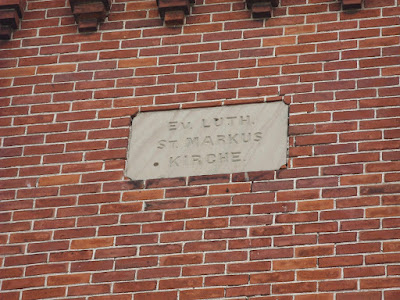 EV. LUTH.
ST. MARKUS
KIRCHE.